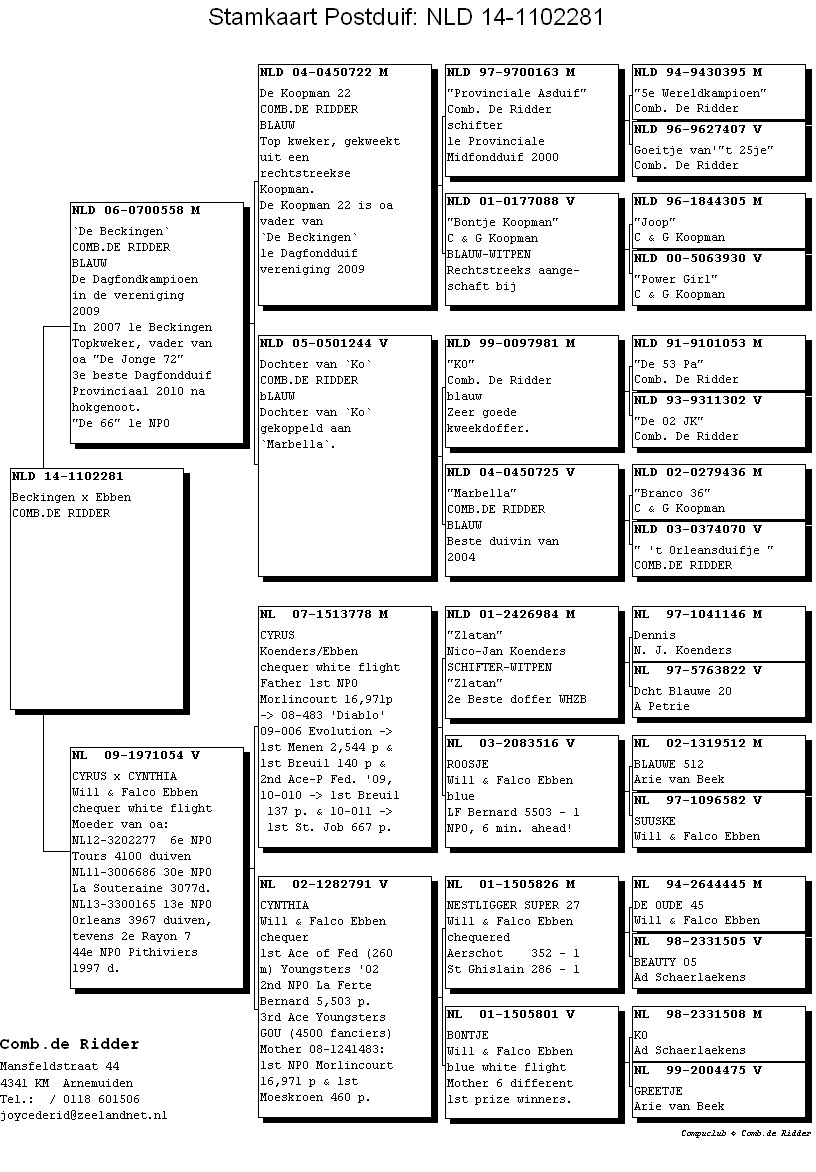 Stamkaart Postduif: NLD 14-1102281
NLD 14-1102281
Beckingen x Ebben
COMB.DE RIDDER
NLD 06-0700558 M
`De Beckingen`
COMB.DE RIDDER
BLAUW
De Dagfondkampioen
in de vereniging
2009
In 2007 1e Beckingen
Topkweker, vader van
oa "De Jonge 72"
3e beste Dagfondduif
Provinciaal 2010 na
hokgenoot.
"De 66" 1e NPO
NL 09-1971054 V
CYRUS x CYNTHIA
Will & Falco Ebben
chequer white flight
Moeder van oa:
NL12-3202277 6e NPO
Tours 4100 duiven
NL11-3006686 30e NPO
La Souteraine 3077d.
NL13-3300165 13e NPO
Orleans 3967 duiven,
tevens 2e Rayon 7
44e NPO Pithiviers
1997 d.
NLD 04-0450722 M
De Koopman 22
COMB.DE RIDDER
BLAUW
Top kweker, gekweekt
uit een
rechtstreekse
Koopman.
De Koopman 22 is oa
vader van
`De Beckingen`
1e Dagfondduif
vereniging 2009
NLD 05-0501244 V
Dochter van `Ko`
COMB.DE RIDDER
bLAUW
Dochter van `Ko`
gekoppeld aan
`Marbella`.
NL 07-1513778 M
CYRUS
Koenders/Ebben
chequer white flight
Father 1st NPO
Morlincourt 16,971p
-> 08-483 'Diablo'
09-006 Evolution ->
1st Menen 2,544 p &
1st Breuil 140 p &
2nd Ace-P Fed. '09,
10-010 -> 1st Breuil
137 p. & 10-011 ->
1st St. Job 667 p.
NL 02-1282791 V
CYNTHIA
Will & Falco Ebben
chequer
1st Ace of Fed (260
m) Youngsters '02
2nd NPO La Ferte
Bernard 5,503 p.
3rd Ace Youngsters
GOU (4500 fanciers)
Mother 08-1241483:
1st NPO Morlincourt
16,971 p & 1st
Moeskroen 460 p.
NLD 97-9700163 M
"Provinciale Asduif"
Comb. De Ridder
schifter
1e Provinciale
Midfondduif 2000
NLD 01-0177088 V
"Bontje Koopman"
C & G Koopman
BLAUW-WITPEN
Rechtstreeks aange-
schaft bij
NLD 99-0097981 M
"KO"
Comb. De Ridder
blauw
Zeer goede
kweekdoffer.
NLD 04-0450725 V
"Marbella"
COMB.DE RIDDER
BLAUW
Beste duivin van
2004
NLD 01-2426984 M
"Zlatan"
Nico-Jan Koenders
SCHIFTER-WITPEN
"Zlatan"
2e Beste doffer WHZB
NL 03-2083516 V
ROOSJE
Will & Falco Ebben
blue
LF Bernard 5503 - 1
NPO, 6 min. ahead!
NL 01-1505826 M
NESTLIGGER SUPER 27
Will & Falco Ebben
chequered
Aerschot 352 - 1
St Ghislain 286 - 1
NL 01-1505801 V
BONTJE
Will & Falco Ebben
blue white flight
Mother 6 different
1st prize winners.
NLD 94-9430395 M
"5e Wereldkampioen"
Comb. De Ridder
NLD 96-9627407 V
Goeitje van'"t 25je"
Comb. De Ridder
NLD 96-1844305 M
"Joop"
C & G Koopman
NLD 00-5063930 V
"Power Girl"
C & G Koopman
NLD 91-9101053 M
"De 53 Pa"
Comb. De Ridder
NLD 93-9311302 V
"De 02 JK"
Comb. De Ridder
NLD 02-0279436 M
"Branco 36"
C & G Koopman
NLD 03-0374070 V
" 't Orleansduifje "
COMB.DE RIDDER
NL 97-1041146 M
Dennis
N. J. Koenders
NL 97-5763822 V
Dcht Blauwe 20
A Petrie
NL 02-1319512 M
BLAUWE 512
Arie van Beek
NL 97-1096582 V
SUUSKE
Will & Falco Ebben
NL 94-2644445 M
DE OUDE 45
Will & Falco Ebben
NL 98-2331505 V
BEAUTY 05
Ad Schaerlaekens
NL 98-2331508 M
KO
Ad Schaerlaekens
NL 99-2004475 V
GREETJE
Arie van Beek
Comb.de Ridder
Mansfeldstraat 44
4341 KM Arnemuiden
Tel.: / 0118 601506
joycederid@zeelandnet.nl
Compuclub ♦ Comb.de Ridder